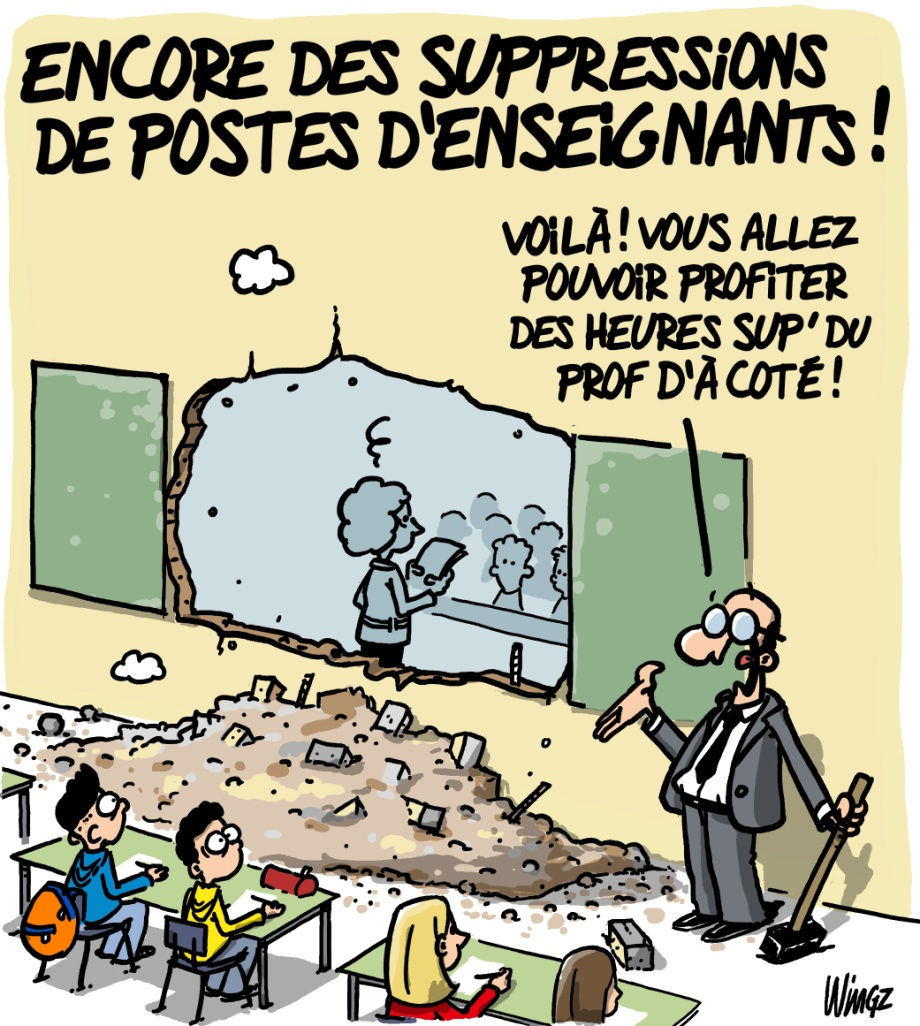 ENCORE DES SUPPRESSiONS
DE POSTES D'ENSEiGNANTS !
VOiLÀ ! VOUS ALLEZ
POUVOiR PROFiTER
DES HEURES SUP' DU
PROF D'À COTÉ !
WiNGZ